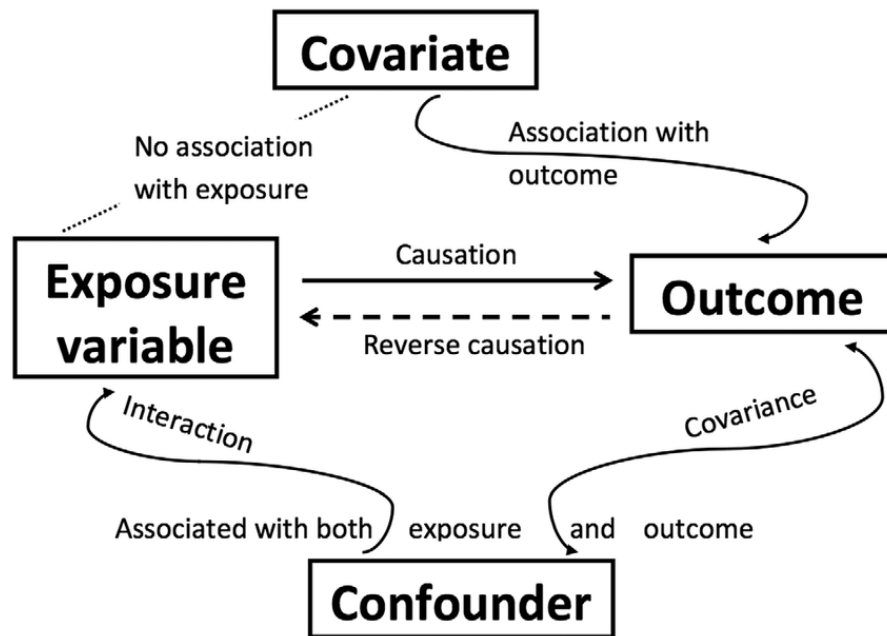 Covariate
No association
with exposure
Association with
outcome
Exposure
variable
Causation
Outcome
Reverse causation
Interaction
Covariance
Associated with both exposure and outcome
Confounder